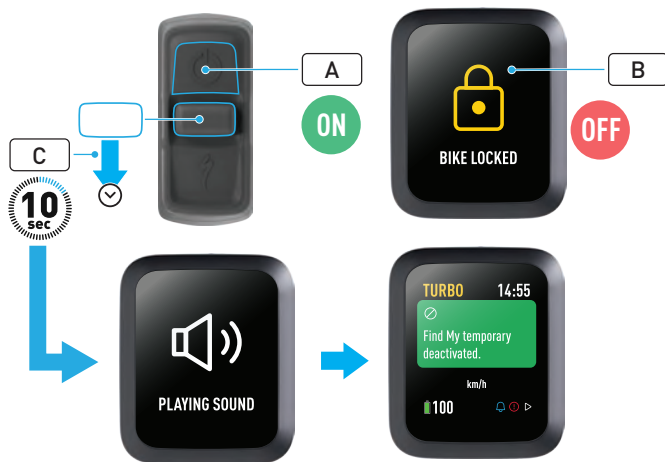 A
B
ON
OFF
BIKE LOCKED
C
10
sec
PLAYING SOUND
TURBO 14:55
Find My temporary
deactivated.
km/h
100